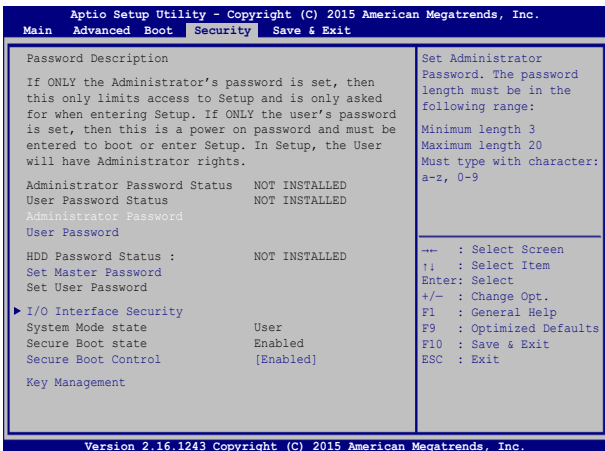 Aptio Setup Utility - Copyright (C) 2015 American Megatrends, Inc.
Main Advanced Boot Security Save & Exit
Password Description
If ONLY the Administrator's password is set, then
this only limits access to Setup and is only asked
for when entering Setup. If ONLY the user's password
is set, then this is a power on password and must be
entered to boot or enter Setup. In Setup, the User
will have Administrator rights.
Administrator Password Status NOT INSTALLED
User Password Status NOT INSTALLED
Administrator Password
User Password
HDD Password Status : NOT INSTALLED
Set Master Password
Set User Password
I/O Interface Security
System Mode state User
Secure Boot state Enabled
Secure Boot Control [Enabled]
Key Management
Set Administrator
Password. The password
length must be in the
following range:
Minimum length 3
Maximum length 20
Must type with character:
a-z, 0-9
→← : Select Screen
↑↓ : Select Item
Enter: Select
+/— : Change Opt.
F1 : General Help
F9 : Optimized Defaults
F10 : Save & Exit
ESC : Exit
Version 2.16.1243 Copyright (C) 2015 American Megatrends, Inc.